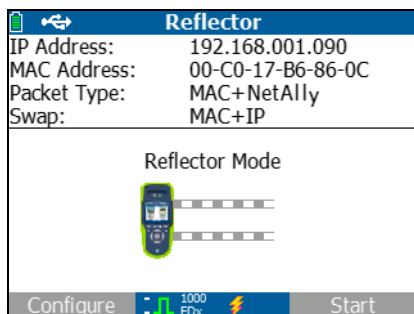 Reflector
IP Address: 192.168.001.090
MAC Address: 00-C0-17-B6-86-0C
Packet Type: MAC+NetAlly
Swap: MAC+IP
Reflector Mode
Configure 1000 FDx Start